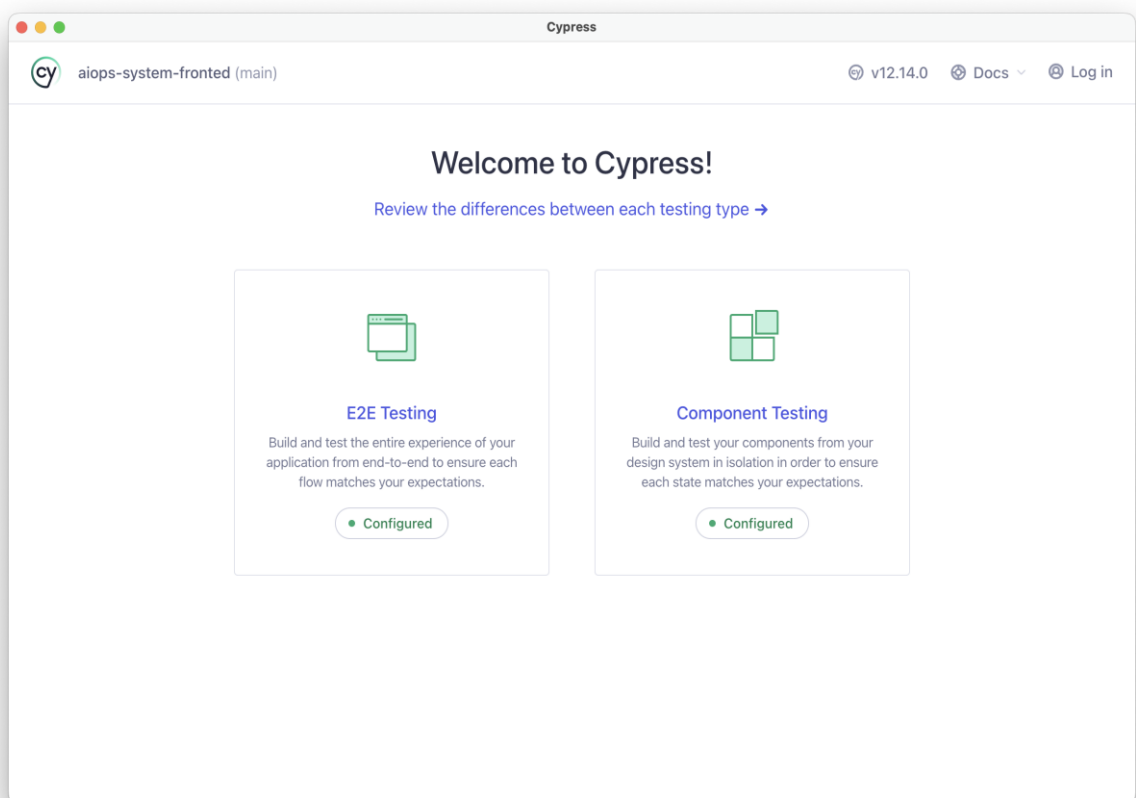 Cypress
cy aiops-system-fronted (main) cy v12.14.0 Docs Log in
Welcome to Cypress!
Review the differences between each testing type →
E2E Testing
Build and test the entire experience of your
application from end-to-end to ensure each
flow matches your expectations.
Configured
Component Testing
Build and test your components from your
design system in isolation in order to ensure
each state matches your expectations.
Configured